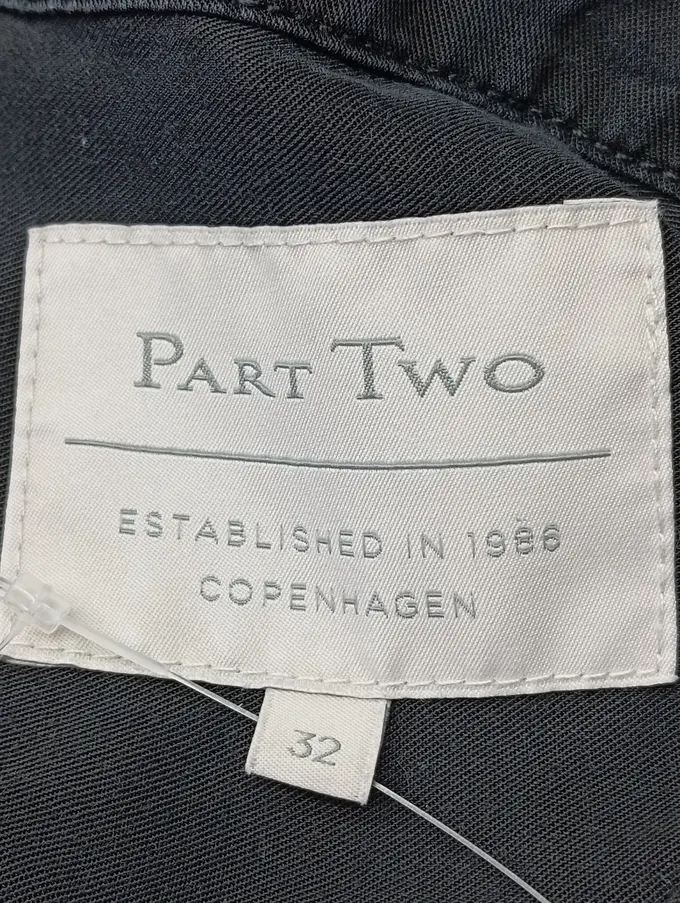 PART TWO
ESTABLISHED IN 1986
COPENHAGEN
32